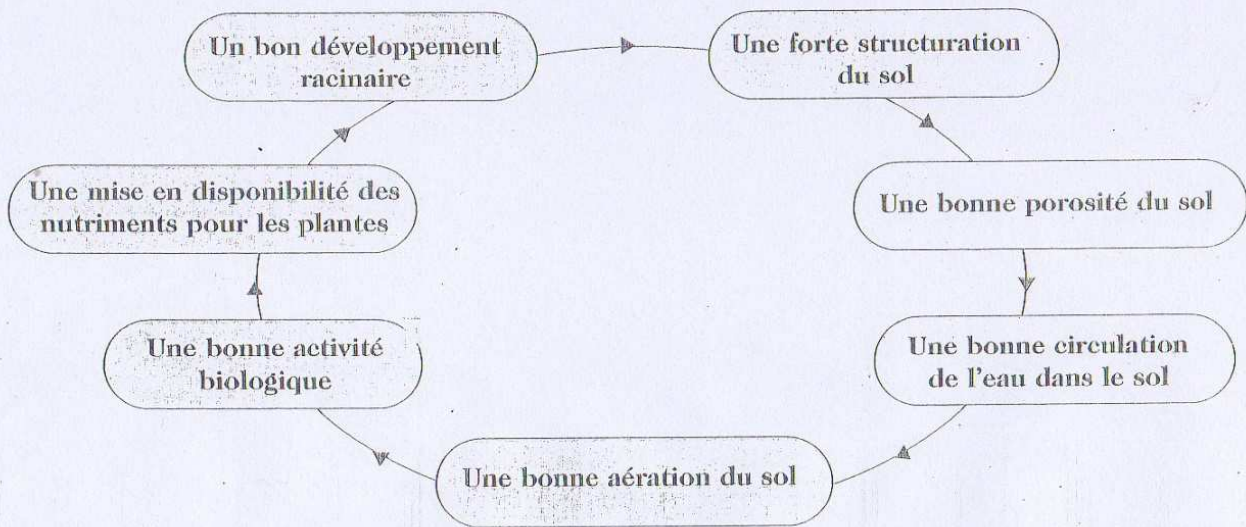 Un bon développement
racinaire
Une forte structuration
du sol
Une bonne porosité du sol
Une bonne circulation
de l'eau dans le sol
Une bonne aération du sol
Une bonne activité
biologique
Une mise en disponibilité des
nutriments pour les plantes